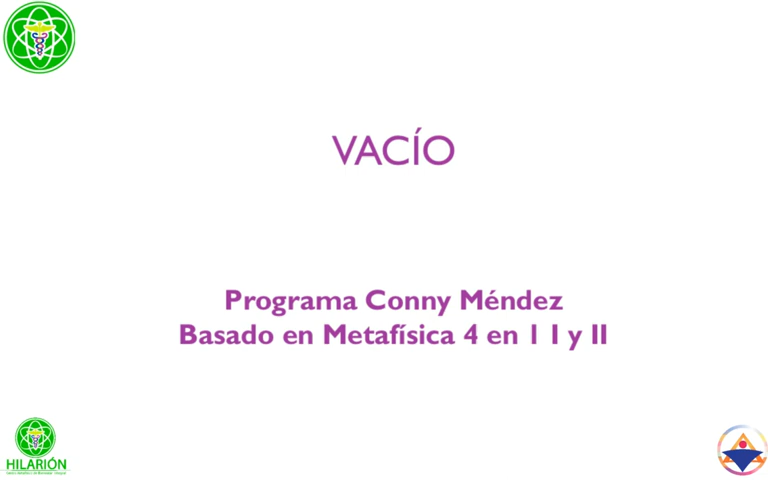 VACÍO
Programa Conny Méndez
Basado en Metafísica 4 en 1 I y II
HILARIÓN